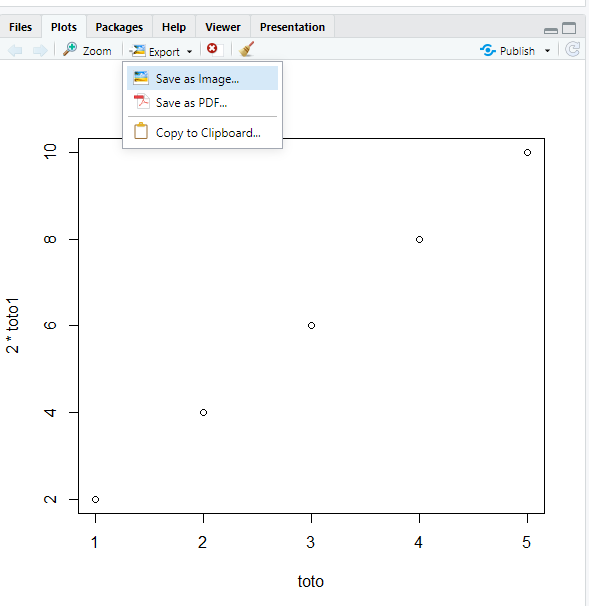 Files Plots Packages Help Viewer Presentation
Zoom Export Publish
Save as Image...
Save as PDF...
Copy to Clipboard...
10
8
6
4
2
2 * toto1
1 2 3 4 5
toto